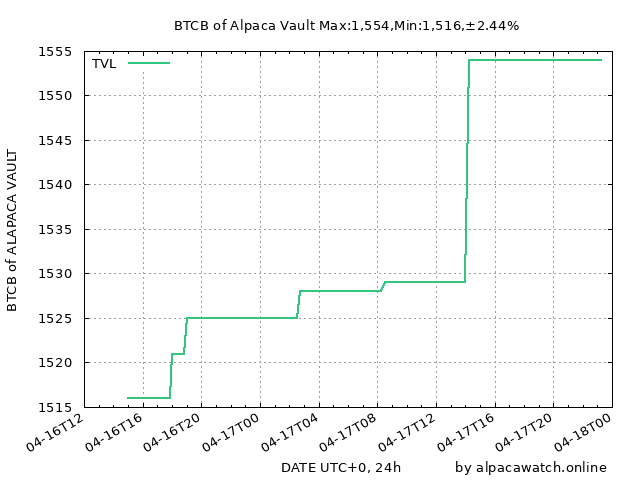 BTCB of Alpaca Vault Max:1,554,Min:1,516,±2.44%
TVL
1555
1550
1545
1540
1535
1530
1525
1520
1515
BTCB of ALAPACA VAULT
04-16T12
04-16T16
04-16T20
04-17T00
04-17T04
04-17T08
04-17T12
04-17T16
04-17T20
04-18T00
DATE UTC+0, 24h
by alpacawatch.online